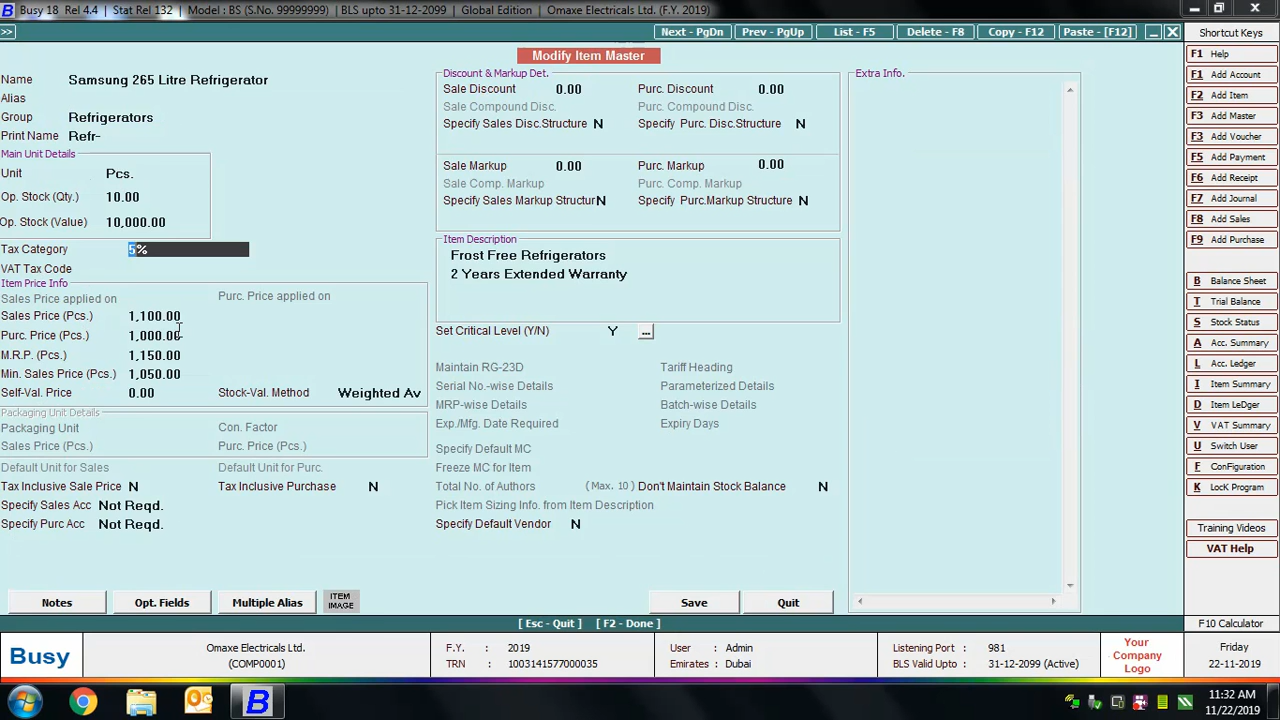 Busy 18 Rel 4.4 | Stat Rel 132 | Model : BS (S.No. 99999999) | BLS upto 31-12-2099 | Global Edition | Omaxe Electricals Ltd. (F.Y. 2019)
>> Next - PgDn Prev - PgUp List - F5 Delete - F8 Copy - F12 Paste - [F12] Shortcut Keys
Modify Item Master
Name Samsung 265 Litre Refrigerator
Alias
Group Refrigerators
Print Name Refr-
Main Unit Details
Unit Pcs.
Op. Stock (Qty.) 10.00
Op. Stock (Value) 10,000.00
Tax Category 5%
VAT Tax Code
Item Price Info
Sales Price applied on Purc. Price applied on
Sales Price (Pcs.) 1,100.00
Purc. Price (Pcs.) 1,000.00
M.R.P. (Pcs.) 1,150.00
Min. Sales Price (Pcs.) 1,050.00
Self-Val. Price 0.00 Stock-Val. Method Weighted Av
Packaging Unit Details
Packaging Unit Con. Factor
Sales Price (Pcs.) Purc. Price (Pcs.)
Default Unit for Sales Default Unit for Purc.
Tax Inclusive Sale Price N Tax Inclusive Purchase N
Specify Sales Acc Not Reqd.
Specify Purc Acc Not Reqd.
Discount & Markup Det.
Sale Discount 0.00 Purc. Discount 0.00
Sale Compound Disc. Purc. Compound Disc.
Specify Sales Disc.Structure N Specify Purc. Disc.Structure N
Sale Markup 0.00 Purc. Markup 0.00
Sale Comp. Markup Purc. Comp. Markup
Specify Sales Markup Structur N Specify Purc.Markup Structure N
Item Description
Frost Free Refrigerators
2 Years Extended Warranty
Set Critical Level (Y/N) Y ...
Maintain RG-23D Tariff Heading
Serial No.-wise Details Parameterized Details
MRP-wise Details Batch-wise Details
Exp./Mfg. Date Required Expiry Days
Specify Default MC
Freeze MC for Item
Total No. of Authors (Max. 10) Don't Maintain Stock Balance N
Pick Item Sizing Info. from Item Description
Specify Default Vendor N
Extra Info.
Notes Opt. Fields Multiple Alias ITEM IMAGE Save Quit
[ Esc - Quit ] [ F2 - Done ]
F1 Help
F1 Add Account
F2 Add Item
F3 Add Master
F3 Add Voucher
F5 Add Payment
F6 Add Receipt
F7 Add Journal
F8 Add Sales
F9 Add Purchase
B Balance Sheet
T Trial Balance
S Stock Status
A Acc. Summary
L Acc. Ledger
I Item Summary
D Item LeDger
V VAT Summary
U Switch User
F ConFiguration
K LocK Program
Training Videos
VAT Help
F10 Calculator
Busy
Omaxe Electricals Ltd.
(COMP0001)
F.Y. : 2019
TRN : 1003141577000035
User : Admin
Emirates : Dubai
Listening Port : 981
BLS Valid Upto : 31-12-2099 (Active)
Your
Company
Logo
Friday
22-11-2019
11:32 AM
11/22/2019